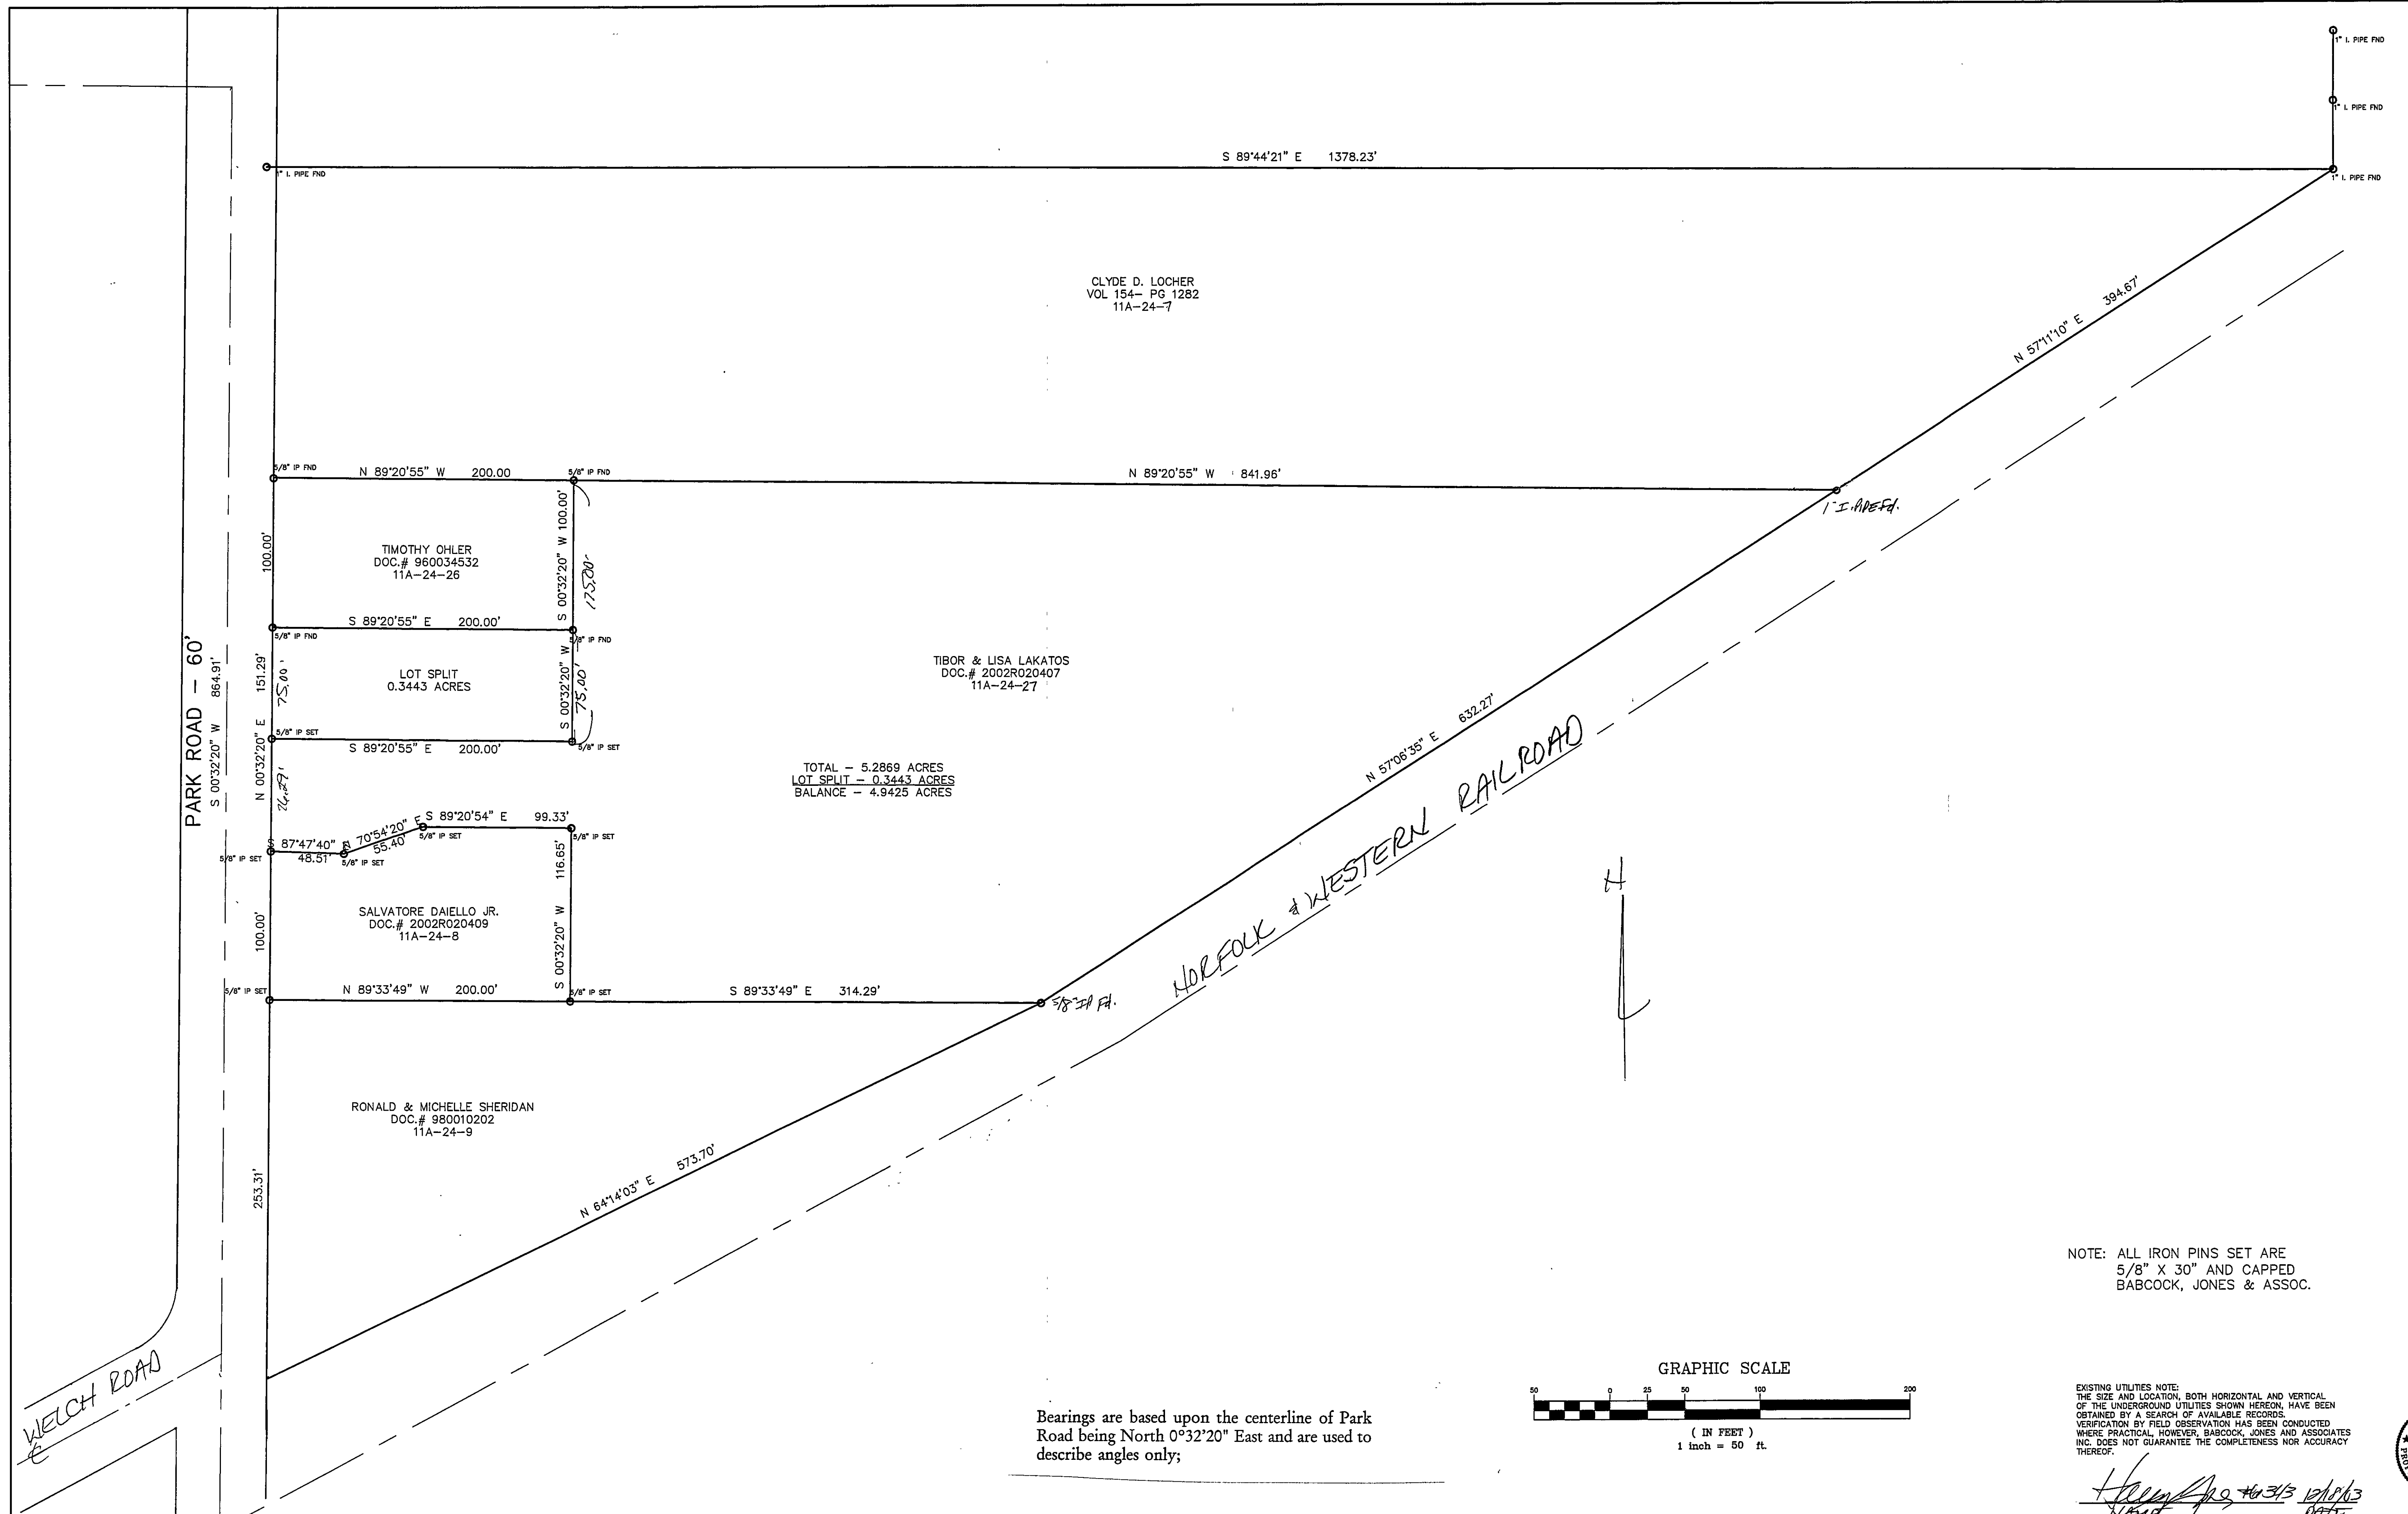 1" I. PIPE FND
1" I. PIPE FND
S 89°44'21" E 1378.23'
1" I. PIPE FND
1" I. PIPE FND
CLYDE D. LOCHER
VOL 154- PG 1282
11A-24-7
N 57°11'10" E 394.67'
5/8" IP FND
N 89°20'55" W 200.00
5/8" IP FND
N 89°20'55" W 841.96'
1" I. PIPE Fd.
100.00'
TIMOTHY OHLER
DOC.# 960034532
11A-24-26
S 00°32'20" W 100.00'
175.00'
S 89°20'55" E 200.00'
5/8" IP FND
5/8" IP FND
PARK ROAD - 60'
S 00°32'20" W 864.91'
N 00°32'20" E 151.29'
75.00'
LOT SPLIT
0.3443 ACRES
S 00°32'20" W
75.00'
TIBOR & LISA LAKATOS
DOC.# 2002R020407
11A-24-27
N 57°06'35" E 632.27'
5/8" IP SET
S 89°20'55" E 200.00'
5/8" IP SET
76.29'
TOTAL - 5.2869 ACRES
LOT SPLIT - 0.3443 ACRES
BALANCE - 4.9425 ACRES
NORFOLK & WESTERN RAILROAD
S 87°47'40" E
48.51'
N 70°54'20" E
55.40'
S 89°20'54" E 99.33'
5/8" IP SET
5/8" IP SET
5/8" IP SET
5/8" IP SET
S 00°32'20" W 116.65'
100.00'
SALVATORE DAIELLO JR.
DOC.# 2002R020409
11A-24-8
5/8" IP SET
N 89°33'49" W 200.00'
5/8" IP SET
S 89°33'49" E 314.29'
5/8" IP Fd.
N
RONALD & MICHELLE SHERIDAN
DOC.# 980010202
11A-24-9
253.31'
N 64°14'03" E 573.70'
NOTE: ALL IRON PINS SET ARE
5/8" X 30" AND CAPPED
BABCOCK, JONES & ASSOC.
WELCH ROAD
Bearings are based upon the centerline of Park
Road being North 0°32'20" East and are used to
describe angles only;
GRAPHIC SCALE
50 0 25 50 100 200
( IN FEET )
1 inch = 50 ft.
EXISTING UTILITIES NOTE:
THE SIZE AND LOCATION, BOTH HORIZONTAL AND VERTICAL
OF THE UNDERGROUND UTILITIES SHOWN HEREON, HAVE BEEN
OBTAINED BY A SEARCH OF AVAILABLE RECORDS.
VERIFICATION BY FIELD OBSERVATION HAS BEEN CONDUCTED
WHERE PRACTICAL, HOWEVER, BABCOCK, JONES AND ASSOCIATES
INC. DOES NOT GUARANTEE THE COMPLETENESS NOR ACCURACY
THEREOF.
12/18/03